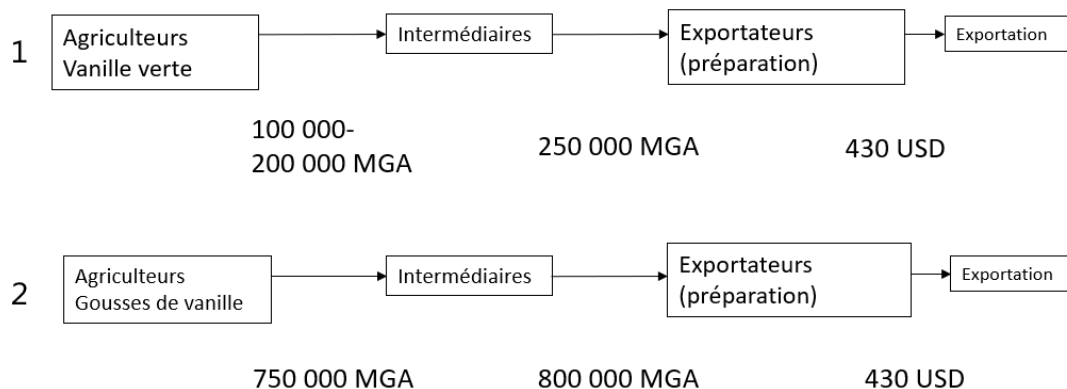 1
Agriculteurs
Vanille verte
Intermédiaires
Exportateurs
(préparation)
Exportation
100 000-
200 000 MGA
250 000 MGA
430 USD
2
Agriculteurs
Gousses de vanille
Intermédiaires
Exportateurs
(préparation)
Exportation
750 000 MGA
800 000 MGA
430 USD